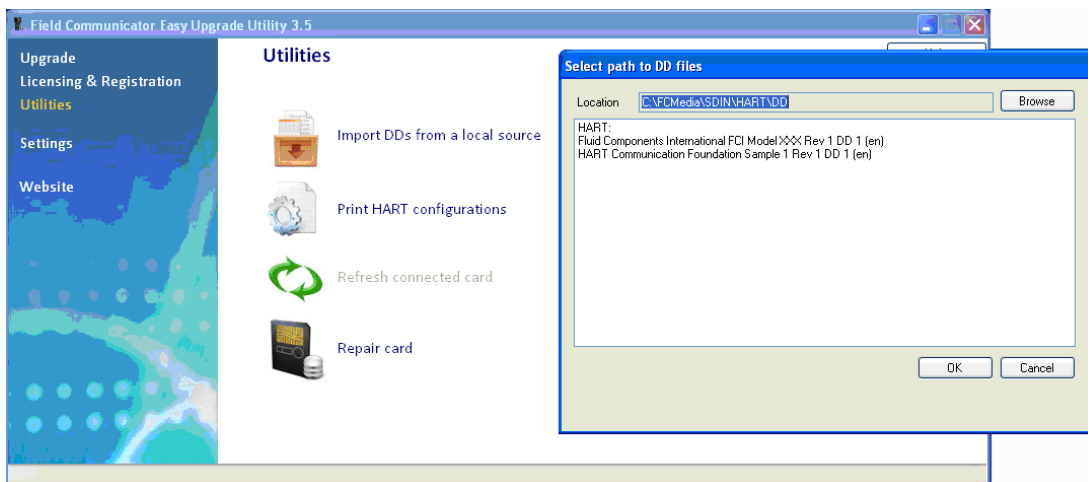 Field Communicator Easy Upgrade Utility 3.5
Upgrade
Licensing & Registration
Utilities
Settings
Website
Utilities
Import DDs from a local source
Print HART configurations
Refresh connected card
Repair card
Select path to DD files
Location C:\FCMedia\SDIN\HART\DD Browse
HART:
Fluid Components International FCI Model XXX Rev 1 DD 1 (en)
HART Communication Foundation Sample 1 Rev 1 DD 1 (en)
OK Cancel